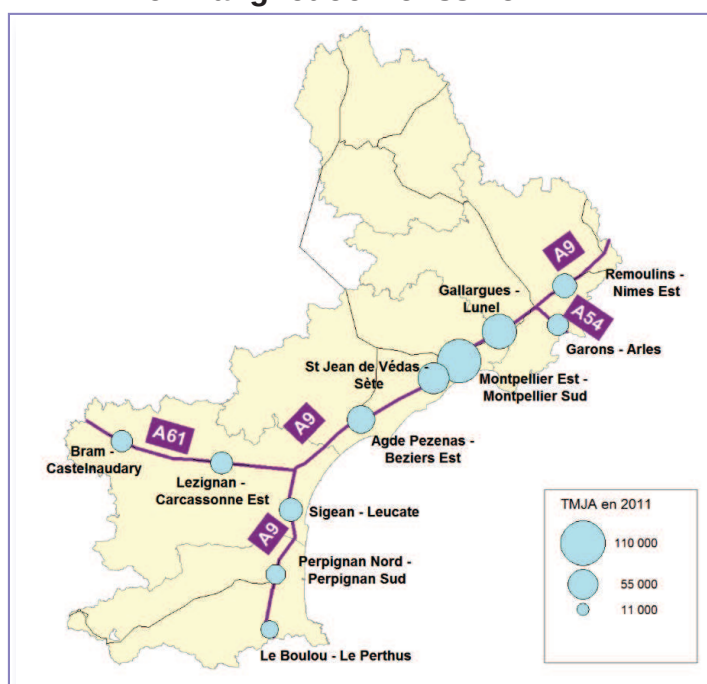 A9
Remoulins -
Nimes Est
Gallargues -
Lunel
A54
Garons - Arles
St Jean de Védas -
Sète
Montpellier Est -
Montpellier Sud
A9
Agde Pezenas -
Beziers Est
A61
Bram -
Castelnaudary
Lezignan -
Carcassonne Est
Sigean - Leucate
A9
Perpignan Nord -
Perpignan Sud
Le Boulou - Le Perthus
TMJA en 2011
110 000
55 000
11 000